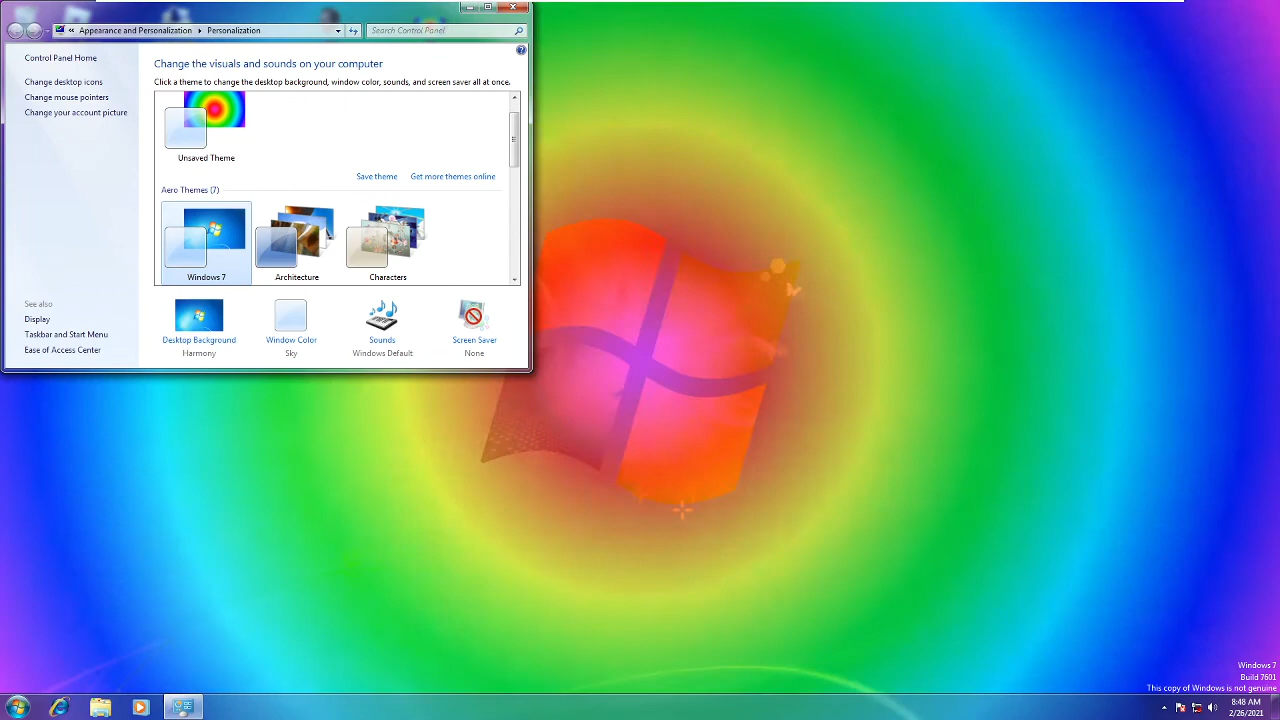 « Appearance and Personalization ▸ Personalization
Search Control Panel
Control Panel Home
Change desktop icons
Change mouse pointers
Change your account picture
See also
Display
Taskbar and Start Menu
Ease of Access Center
Change the visuals and sounds on your computer
Click a theme to change the desktop background, window color, sounds, and screen saver all at once.
Unsaved Theme
Save theme Get more themes online
Aero Themes (7)
Windows 7 Architecture Characters
Desktop Background Window Color Sounds Screen Saver
Harmony Sky Windows Default None
Windows 7
Build 7601
This copy of Windows is not genuine
8:48 AM
2/26/2021